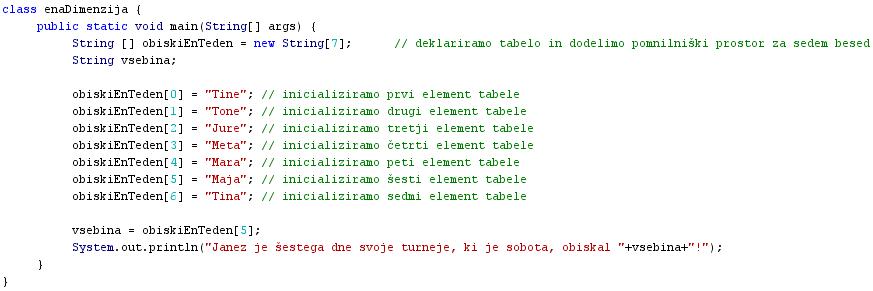 class enaDimenzija {
public static void main(String[] args) {
String [] obiskiEnTeden = new String[7]; // deklariramo tabelo in dodelimo pomnilniški prostor za sedem besed
String vsebina;
obiskiEnTeden[0] = "Tine"; // inicializiramo prvi element tabele
obiskiEnTeden[1] = "Tone"; // inicializiramo drugi element tabele
obiskiEnTeden[2] = "Jure"; // inicializiramo tretji element tabele
obiskiEnTeden[3] = "Meta"; // inicializiramo četrti element tabele
obiskiEnTeden[4] = "Mara"; // inicializiramo peti element tabele
obiskiEnTeden[5] = "Maja"; // inicializiramo šesti element tabele
obiskiEnTeden[6] = "Tina"; // inicializiramo sedmi element tabele
vsebina = obiskiEnTeden[5];
System.out.println("Janez je šestega dne svoje turneje, ki je sobota, obiskal "+vsebina+"!");
}
}